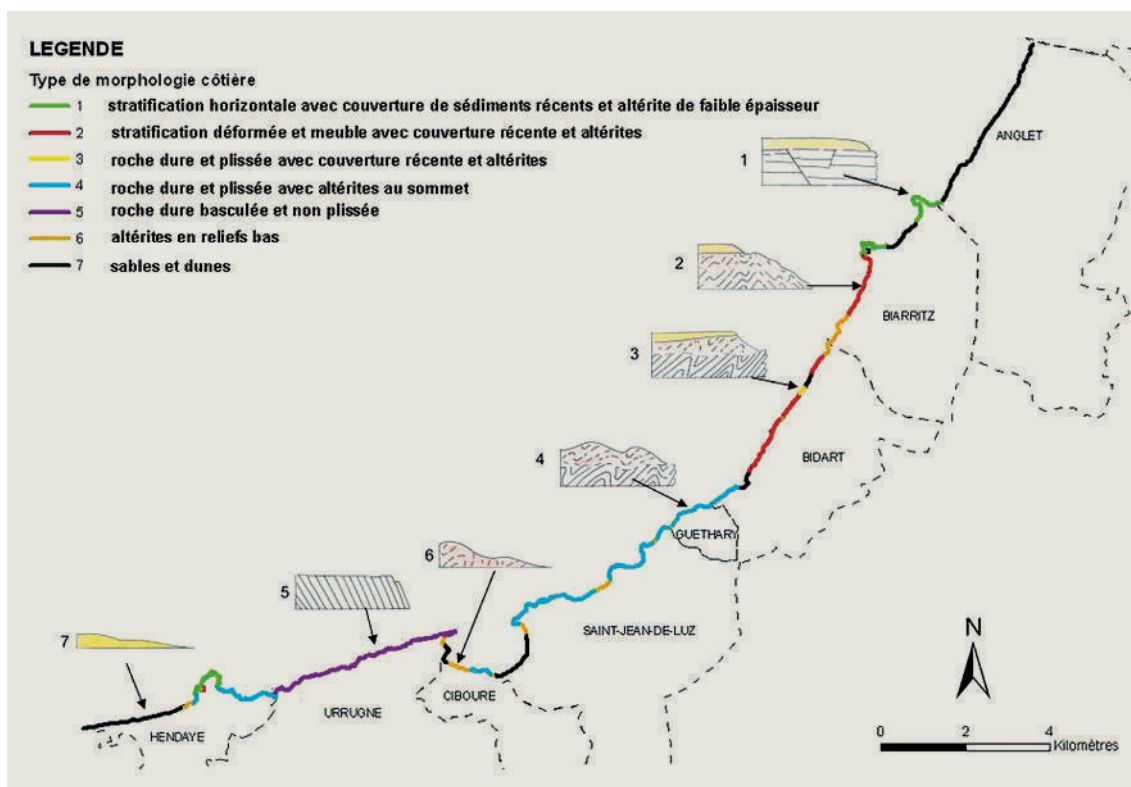 LEGENDE
Type de morphologie côtière
1 stratification horizontale avec couverture de sédiments récents et altérite de faible épaisseur
2 stratification déformée et meuble avec couverture récente et altérites
3 roche dure et plissée avec couverture récente et altérites
4 roche dure et plissée avec altérites au sommet
5 roche dure basculée et non plissée
6 altérites en reliefs bas
7 sables et dunes
ANGLET
1
2
BIARRITZ
3
BIDART
4
GUETHARY
6
5
SAINT-JEAN-DE-LUZ
N
7
CIBOURE
URRUGNE
HENDAYE
0 2 4
Kilomètres